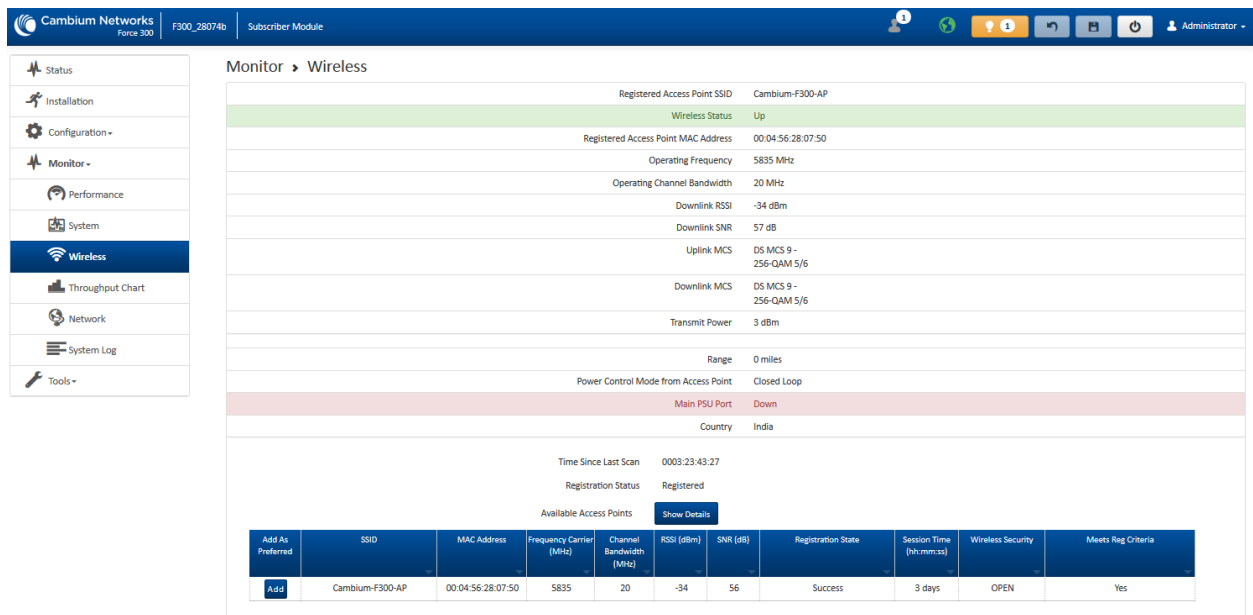 Cambium Networks
Force 300
F300_28074b
Subscriber Module
1
1
Administrator
Status
Installation
Configuration
Monitor
Performance
System
Wireless
Throughput Chart
Network
System Log
Tools
Monitor > Wireless
Registered Access Point SSID Cambium-F300-AP
Wireless Status Up
Registered Access Point MAC Address 00:04:56:28:07:50
Operating Frequency 5835 MHz
Operating Channel Bandwidth 20 MHz
Downlink RSSI -34 dBm
Downlink SNR 57 dB
Uplink MCS DS MCS 9 -
256-QAM 5/6
Downlink MCS DS MCS 9 -
256-QAM 5/6
Transmit Power 3 dBm
Range 0 miles
Power Control Mode from Access Point Closed Loop
Main PSU Port Down
Country India
Time Since Last Scan 0003:23:43:27
Registration Status Registered
Available Access Points Show Details
Add As Preferred SSID MAC Address Frequency Carrier (MHz) Channel Bandwidth (MHz) RSSI (dBm) SNR (dB) Registration State Session Time (hh:mm:ss) Wireless Security Meets Reg Criteria
Add Cambium-F300-AP 00:04:56:28:07:50 5835 20 -34 56 Success 3 days OPEN Yes